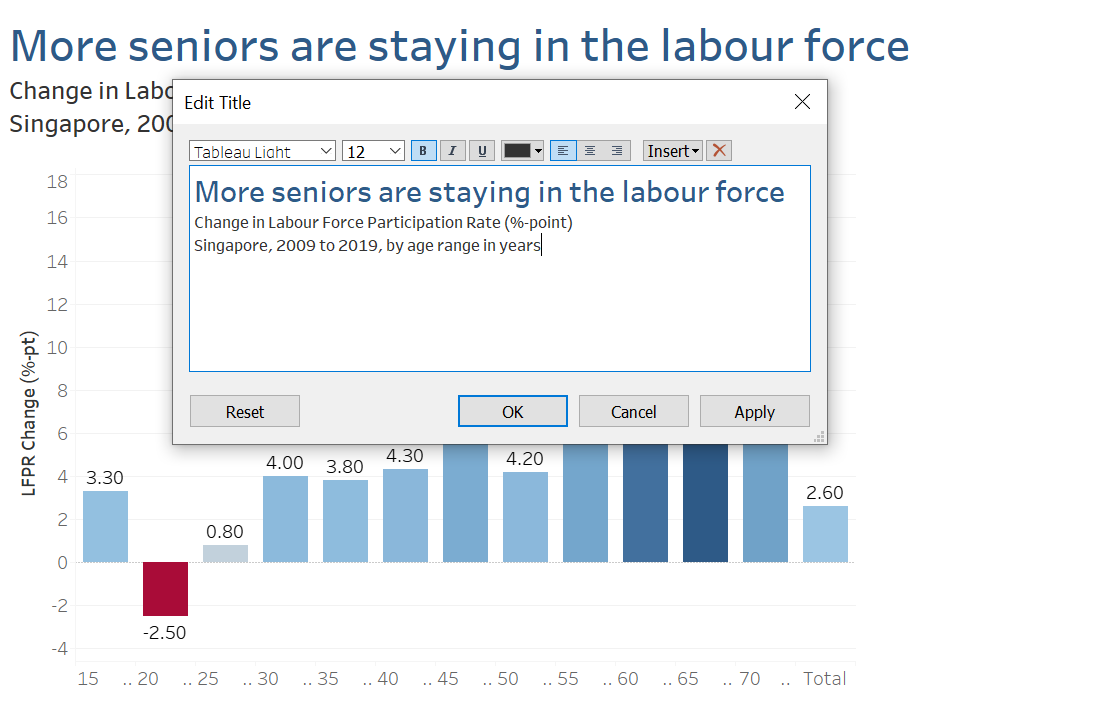 More seniors are staying in the labour force
Change in Labo
Singapore, 200
Edit Title
Tableau Light 12 B I U Insert
More seniors are staying in the labour force
Change in Labour Force Participation Rate (%-point)
Singapore, 2009 to 2019, by age range in years
Reset OK Cancel Apply
LFPR Change (%-pt)
18
16
14
12
10
8
6
4
2
0
-2
-4
3.30
-2.50
0.80
4.00
3.80
4.30
4.20
2.60
15 .. 20 .. 25 .. 30 .. 35 .. 40 .. 45 .. 50 .. 55 .. 60 .. 65 .. 70 .. Total